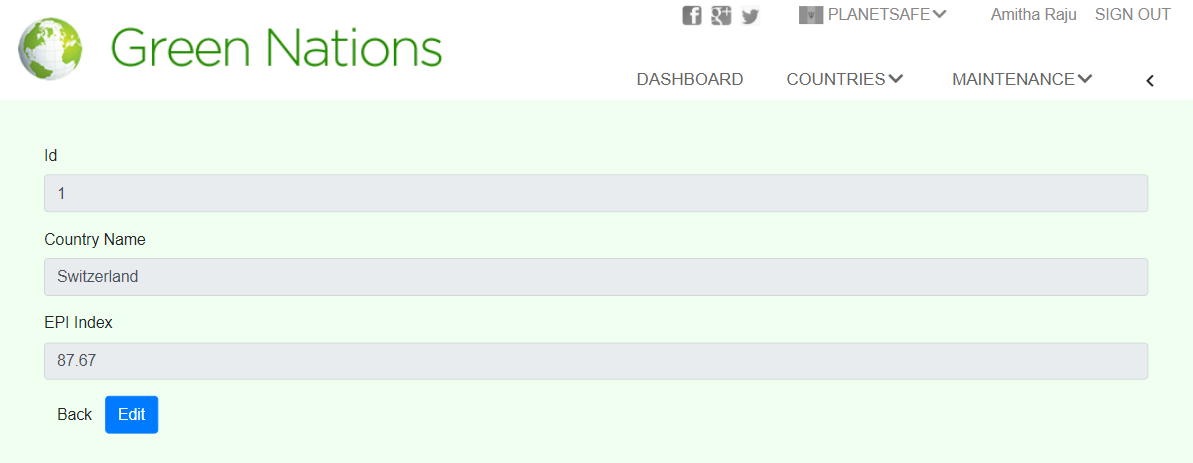 PLANETSAFE Amitha Raju SIGN OUT
Green Nations
DASHBOARD COUNTRIES MAINTENANCE
Id
1
Country Name
Switzerland
EPI Index
87.67
Back Edit